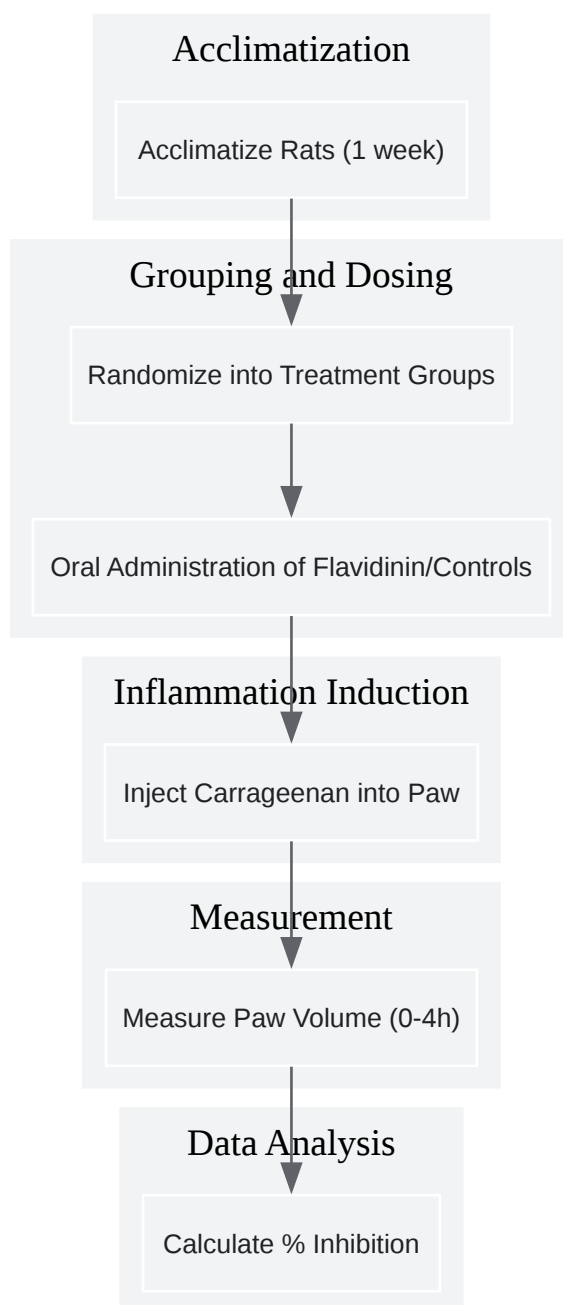 Acclimatization
Acclimatize Rats (1 week)
Grouping and Dosing
Randomize into Treatment Groups
Oral Administration of Flavidinin/Controls
Inflammation Induction
Inject Carrageenan into Paw
Measurement
Measure Paw Volume (0-4h)
Data Analysis
Calculate % Inhibition